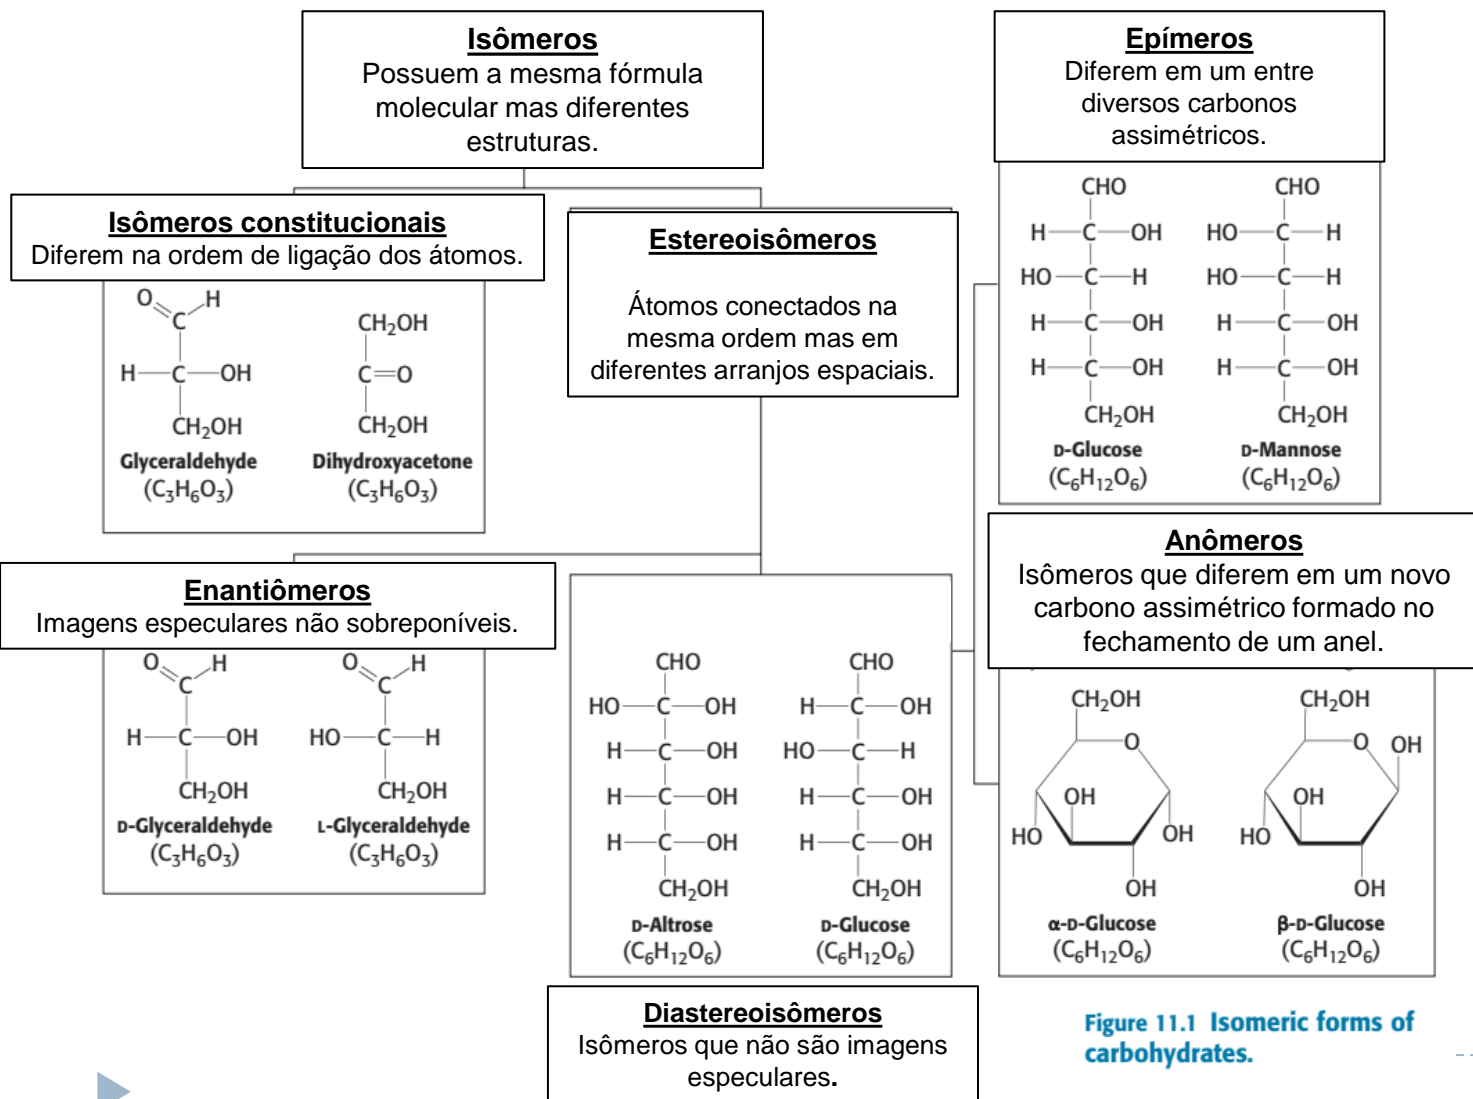 Isômeros
Possuem a mesma fórmula
molecular mas diferentes
estruturas.
Epímeros
Diferem em um entre
diversos carbonos
assimétricos.
CHO
H—C—OH
HO—C—H
H—C—OH
H—C—OH
CH₂OH
D-Glucose
(C₆H₁₂O₆)
CHO
HO—C—H
HO—C—H
H—C—OH
H—C—OH
CH₂OH
D-Mannose
(C₆H₁₂O₆)
Isômeros constitucionais
Diferem na ordem de ligação dos átomos.
O H
C
H—C—OH
CH₂OH
Glyceraldehyde
(C₃H₆O₃)
CH₂OH
C=O
CH₂OH
Dihydroxyacetone
(C₃H₆O₃)
Estereoisômeros
Átomos conectados na
mesma ordem mas em
diferentes arranjos espaciais.
Enantiômeros
Imagens especulares não sobreponíveis.
O H
C
H—C—OH
CH₂OH
D-Glyceraldehyde
(C₃H₆O₃)
O H
C
HO—C—H
CH₂OH
L-Glyceraldehyde
(C₃H₆O₃)
CHO
HO—C—OH
H—C—OH
H—C—OH
H—C—OH
CH₂OH
D-Altrose
(C₆H₁₂O₆)
CHO
H—C—OH
HO—C—H
H—C—OH
H—C—OH
CH₂OH
D-Glucose
(C₆H₁₂O₆)
Diastereoisômeros
Isômeros que não são imagens
especulares.
Anômeros
Isômeros que diferem em um novo
carbono assimétrico formado no
fechamento de um anel.
CH₂OH
O
OH
HO OH
OH
α-D-Glucose
(C₆H₁₂O₆)
CH₂OH
O OH
OH
HO
OH
β-D-Glucose
(C₆H₁₂O₆)
Figure 11.1 Isomeric forms of
carbohydrates.